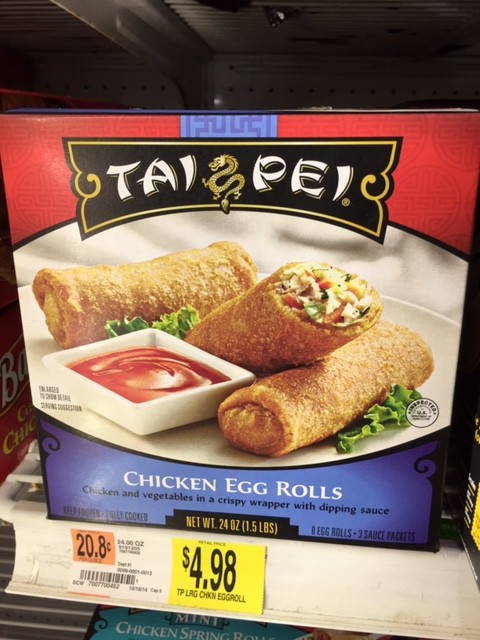 TAI PEI®
ENLARGED
TO SHOW DETAIL
SERVING SUGGESTION
INSPECTED
U.S.
CHICKEN EGG ROLLS
Chicken and vegetables in a crispy wrapper with dipping sauce
KEEP FROZEN - FULLY COOKED
NET WT. 24 OZ (1.5 LBS)
8 EGG ROLLS • 3 SAUCE PACKETS
20.8¢
24.00 OZ
RETAIL PRICE
$4.98
TP LRG CHKN EGGROLL
MINI
CHICKEN SPRING ROLLS